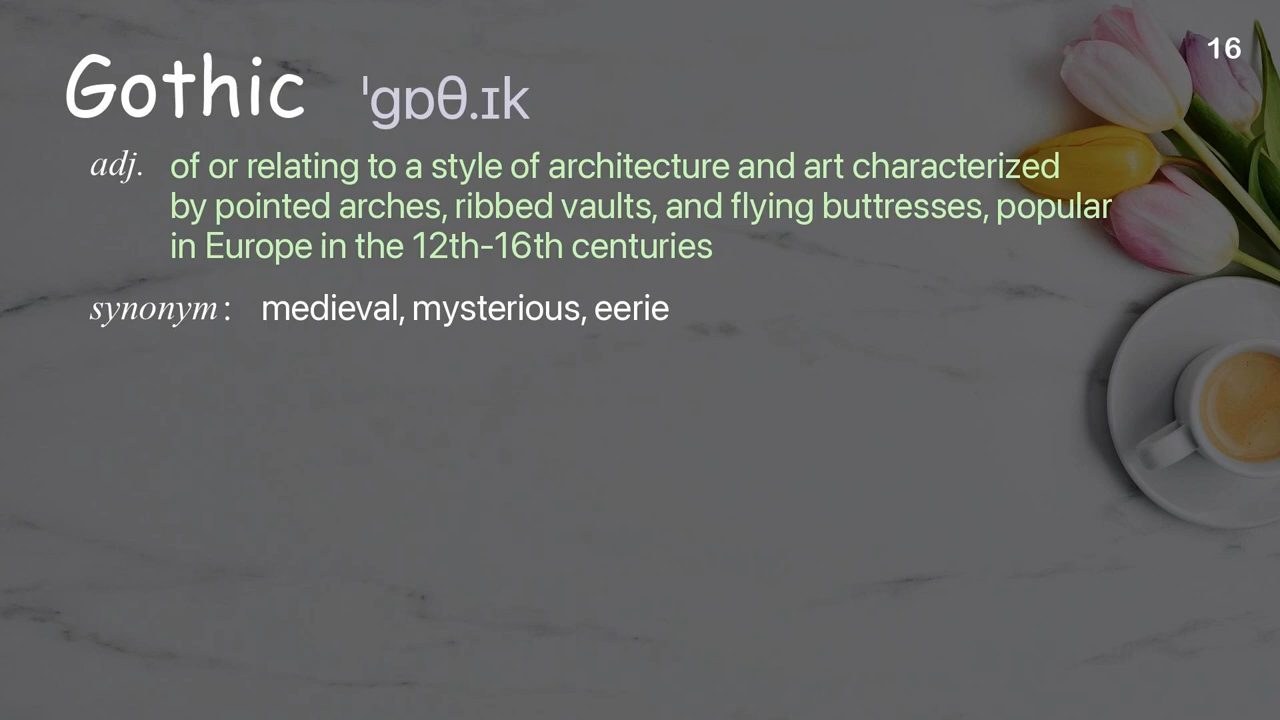 16
Gothic ˈɡɒθ.ɪk
adj. of or relating to a style of architecture and art characterized
by pointed arches, ribbed vaults, and flying buttresses, popular
in Europe in the 12th-16th centuries
synonym : medieval, mysterious, eerie